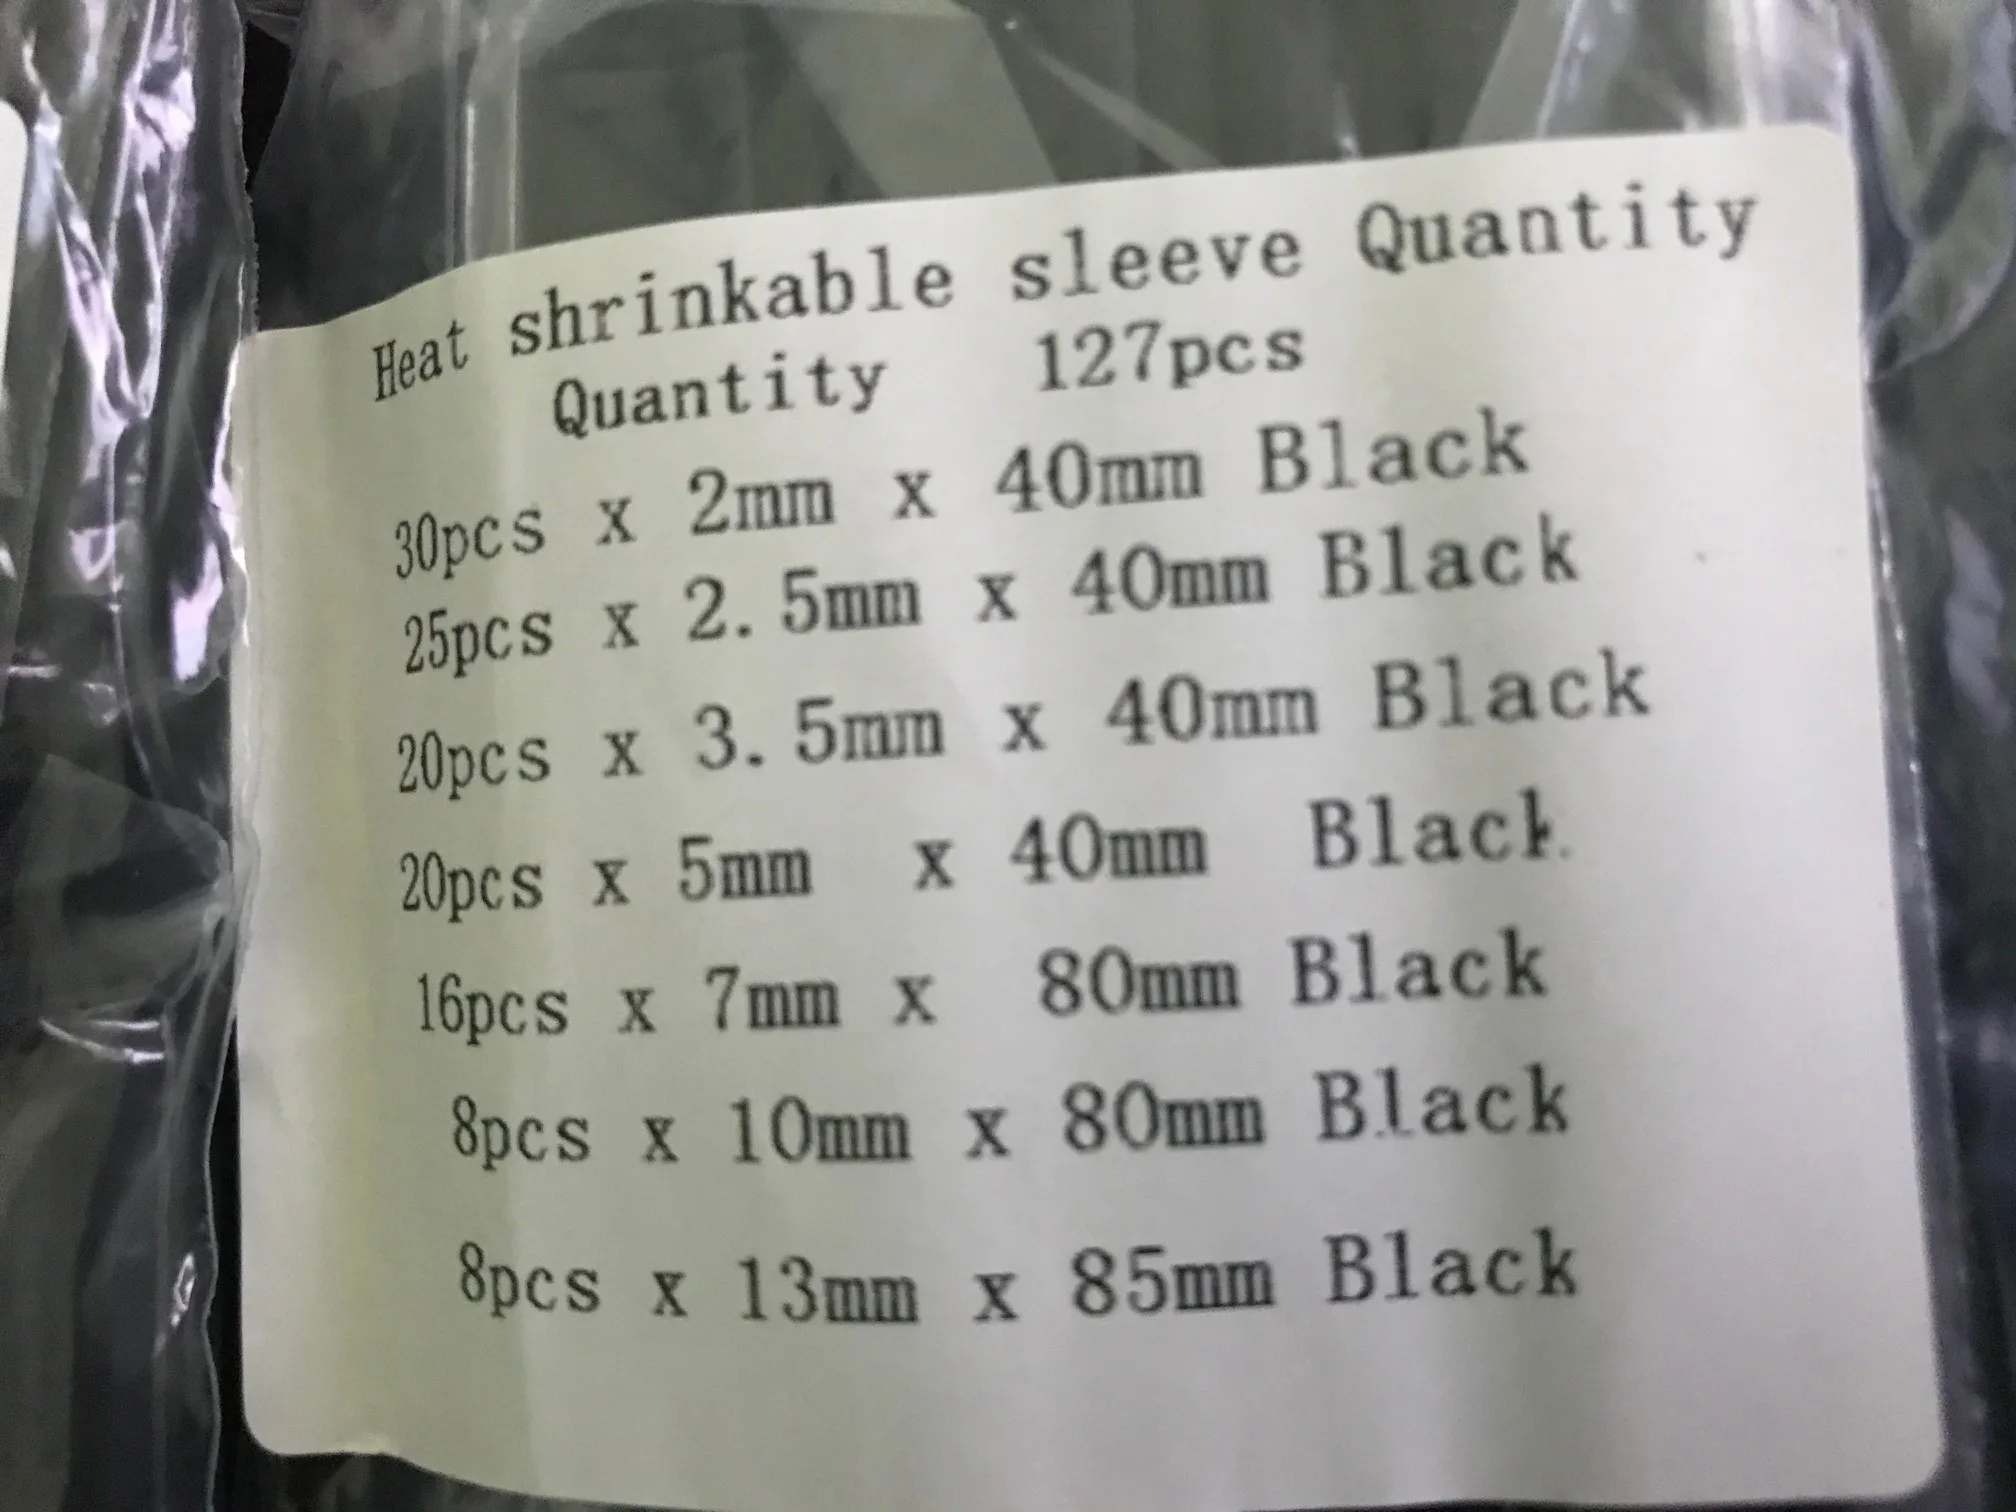 Heat shrinkable sleeve Quantity
Quantity 127pcs
30pcs x 2mm x 40mm Black
25pcs x 2.5mm x 40mm Black
20pcs x 3.5mm x 40mm Black
20pcs x 5mm x 40mm Black
16pcs x 7mm x 80mm Black
8pcs x 10mm x 80mm Black
8pcs x 13mm x 85mm Black